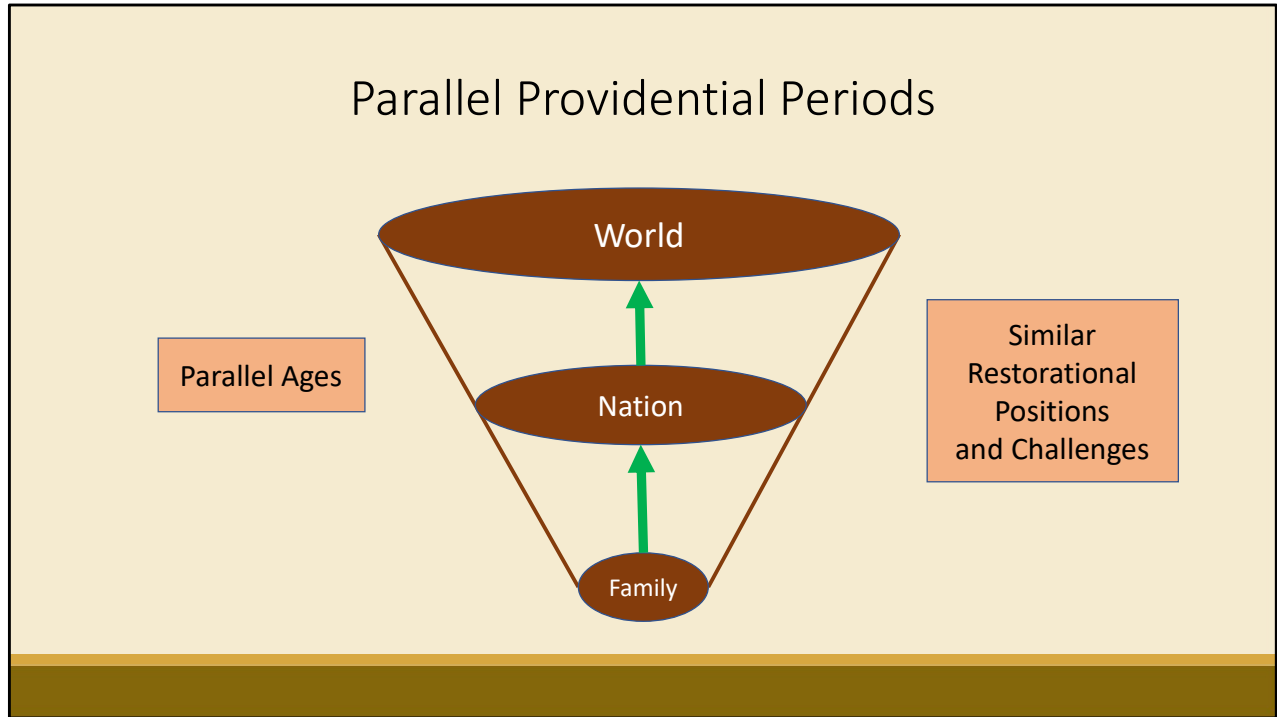 Parallel Providential Periods
World
Parallel Ages
Similar
Restorational
Positions
and Challenges
Nation
Family